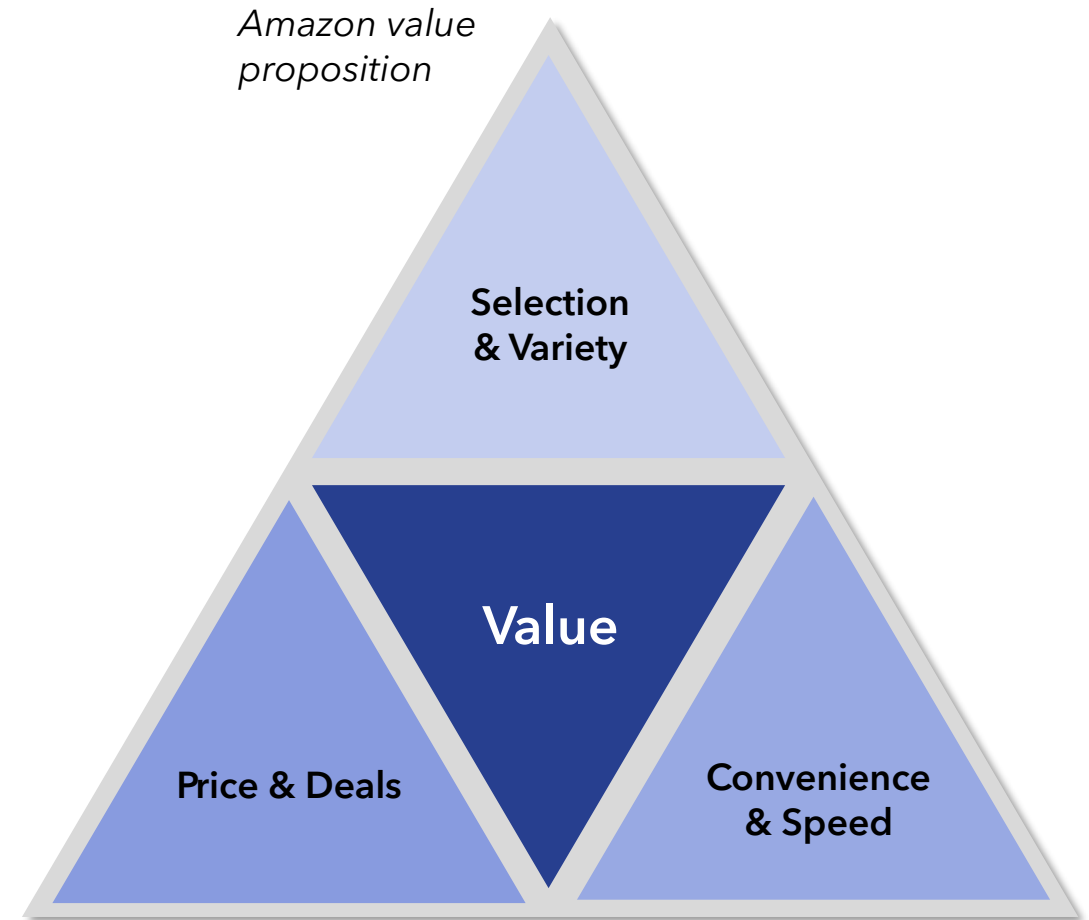 Amazon value
proposition
Selection
& Variety
Value
Price & Deals
Convenience
& Speed